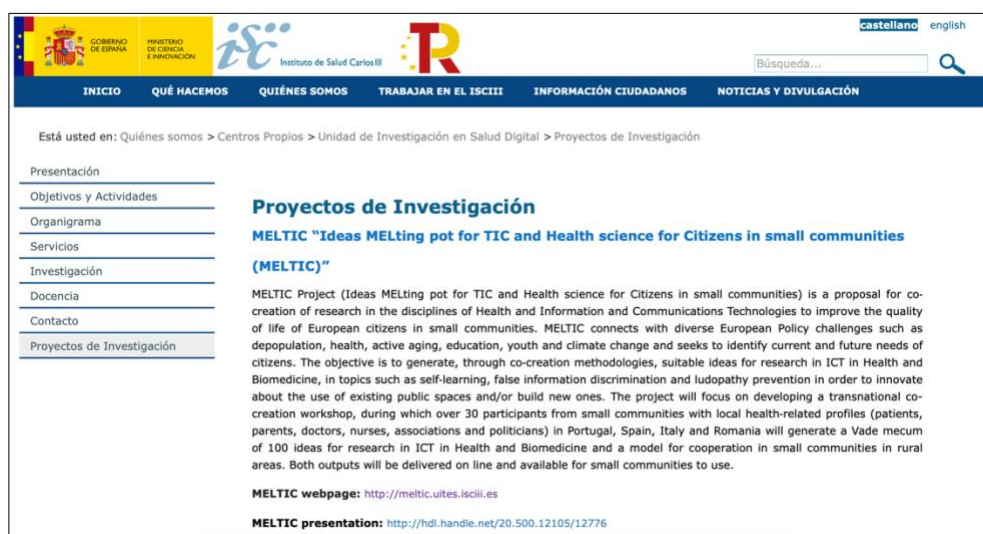 castellano english
GOBIERNO DE ESPAÑA
MINISTERIO DE CIENCIA E INNOVACIÓN
isc
Instituto de Salud Carlos III
R
Búsqueda...
INICIO QUÉ HACEMOS QUIÉNES SOMOS TRABAJAR EN EL ISCIII INFORMACIÓN CIUDADANOS NOTICIAS Y DIVULGACIÓN
Está usted en: Quiénes somos > Centros Propios > Unidad de Investigación en Salud Digital > Proyectos de Investigación
Presentación
Objetivos y Actividades
Organigrama
Servicios
Investigación
Docencia
Contacto
Proyectos de Investigación
Proyectos de Investigación
MELTIC “Ideas MELting pot for TIC and Health science for Citizens in small communities
(MELTIC)”
MELTIC Project (Ideas MELting pot for TIC and Health science for Citizens in small communities) is a proposal for co-
creation of research in the disciplines of Health and Information and Communications Technologies to improve the quality
of life of European citizens in small communities. MELTIC connects with diverse European Policy challenges such as
depopulation, health, active aging, education, youth and climate change and seeks to identify current and future needs of
citizens. The objective is to generate, through co-creation methodologies, suitable ideas for research in ICT in Health and
Biomedicine, in topics such as self-learning, false information discrimination and ludopathy prevention in order to innovate
about the use of existing public spaces and/or build new ones. The project will focus on developing a transnational co-
creation workshop, during which over 30 participants from small communities with local health-related profiles (patients,
parents, doctors, nurses, associations and politicians) in Portugal, Spain, Italy and Romania will generate a Vade mecum
of 100 ideas for research in ICT in Health and Biomedicine and a model for cooperation in small communities in rural
areas. Both outputs will be delivered on line and available for small communities to use.
MELTIC webpage: http://meltic.uites.isciii.es
MELTIC presentation: http://hdl.handle.net/20.500.12105/12776